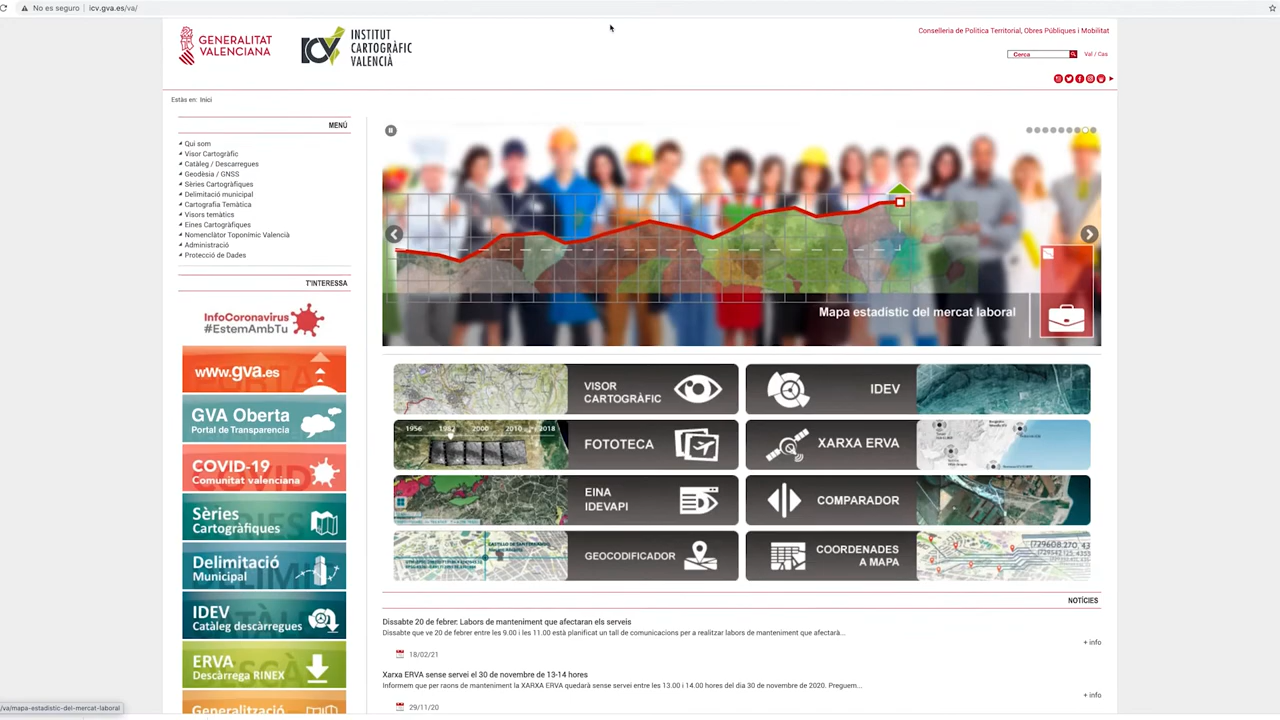 No es seguro
icv.gva.es/va/
GENERALITAT
VALENCIANA
INSTITUT
CARTOGRÀFIC
VALENCIÀ
Conselleria de Política Territorial, Obres Públiques i Mobilitat
Cerca
Val / Cas
Estàs en: Inici
MENÚ
Qui som
Visor Cartogràfic
Catàleg / Descarregues
Geodèsia / GNSS
Sèries Cartogràfiques
Delimitació municipal
Cartografia Temàtica
Visors temàtics
Eines Cartogràfiques
Nomenclàtor Toponímic Valencià
Administració
Protecció de Dades
T'INTERESSA
InfoCoronavirus
#EstemAmbTu
www.gva.es
GVA Oberta
Portal de Transparencia
COVID-19
Comunitat valenciana
Sèries
Cartogràfiques
Delimitació
Municipal
IDEV
Catàleg descàrregues
ERVA
Descàrrega RINEX
Generalització
Mapa estadístic del mercat laboral
VISOR
CARTOGRÀFIC
IDEV
1956 1982 2000 2010 2018
FOTOTECA
XARXA ERVA
EINA
IDEVAPI
COMPARADOR
GEOCODIFICADOR
COORDENADES
A MAPA
NOTÍCIES
Dissabte 20 de febrer: Labors de manteniment que afectaran els serveis
Dissabte que ve 20 de febrer entre les 9.00 i les 11.00 està planificat un tall de comunicacions per a realitzar labors de manteniment que afectarà...
+ info
18/02/21
Xarxa ERVA sense servei el 30 de novembre de 13-14 hores
Informem que per raons de manteniment la XARXA ERVA quedarà sense servei entre les 13.00 i 14.00 hores del dia 30 de novembre de 2020. Preguem...
+ info
29/11/20
/va/mapa-estadistic-del-mercat-laboral